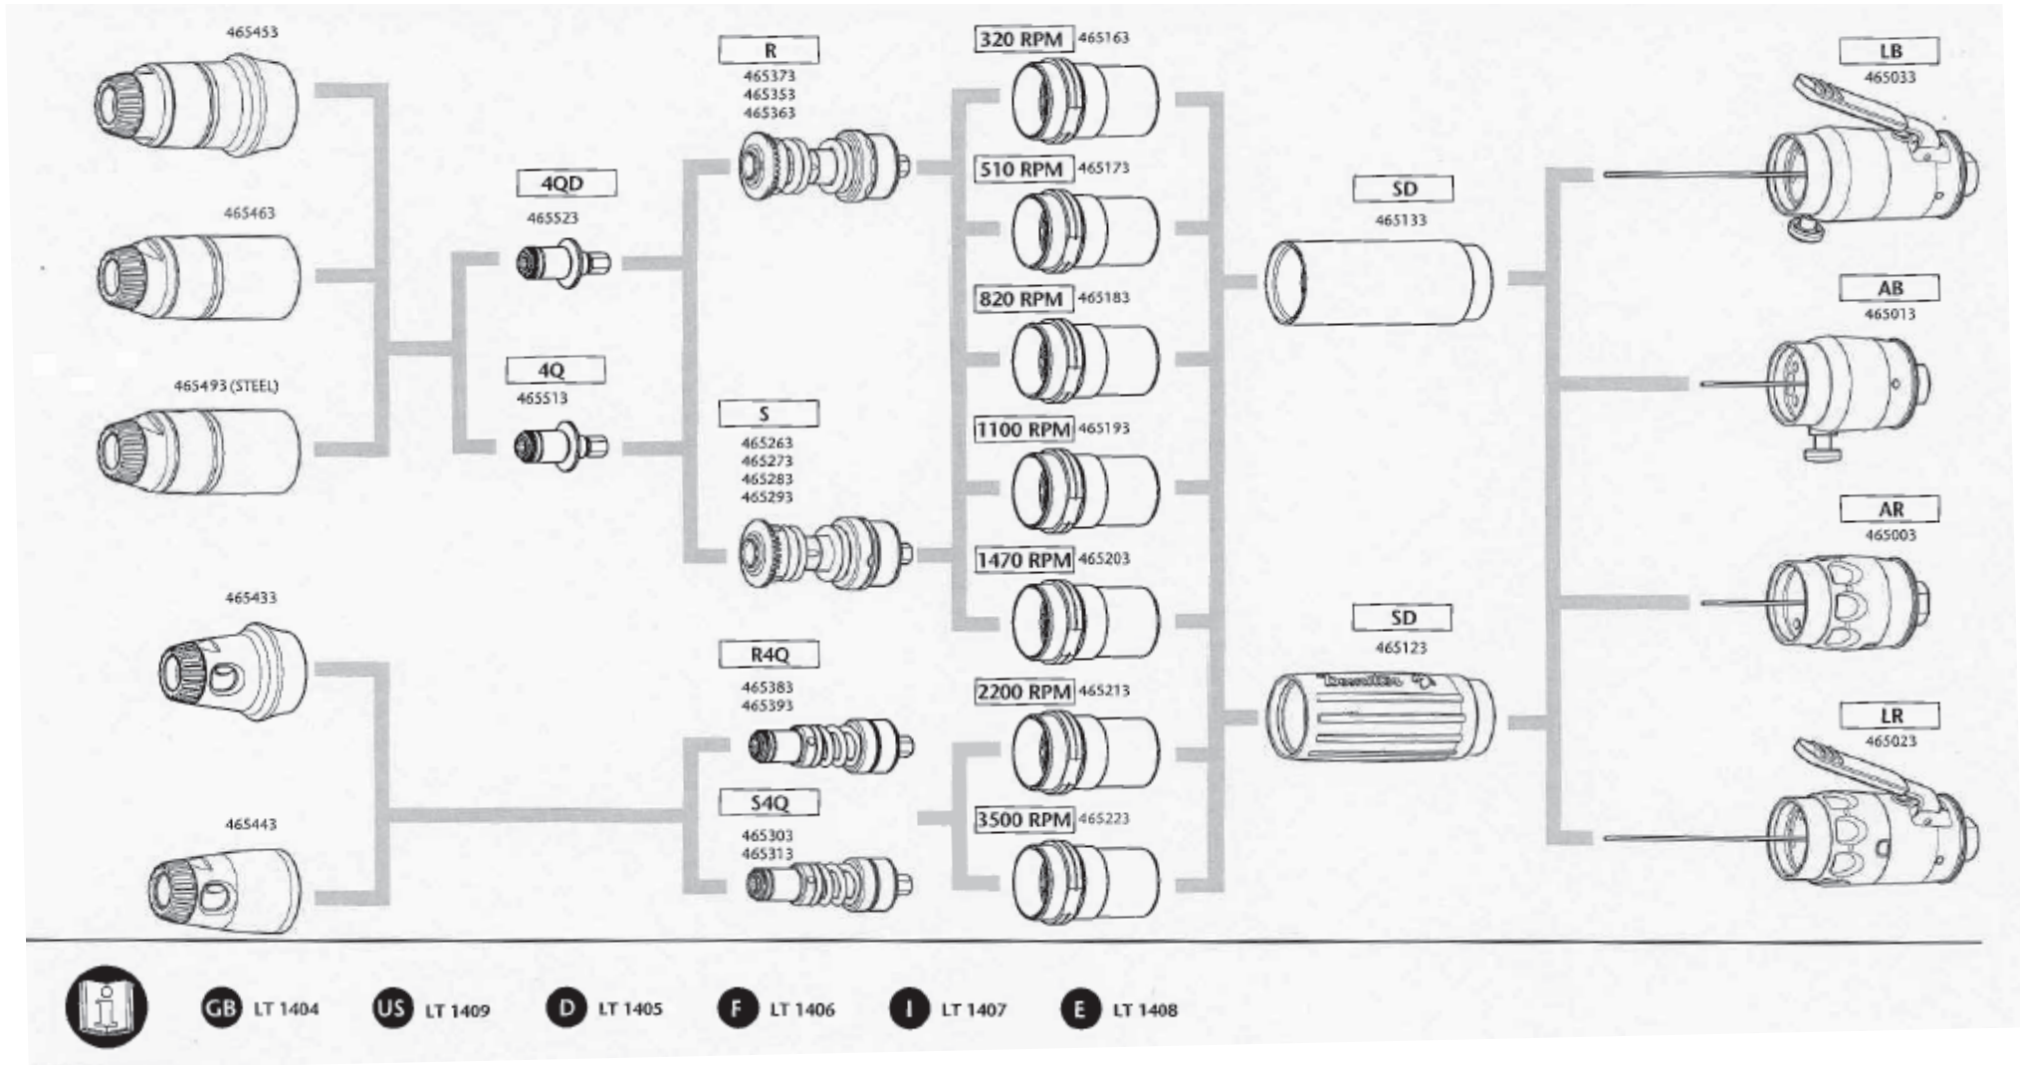 465453
465463
465493 (STEEL)
465433
465443
4QD
465523
4Q
465513
R
465373
465353
465363
S
465263
465273
465283
465293
R4Q
465383
465393
S4Q
465303
465313
320 RPM 465163
510 RPM 465173
820 RPM 465183
1100 RPM 465193
1470 RPM 465203
2200 RPM 465213
3500 RPM 465223
SD
465133
SD
465123
LB
465033
AB
465013
AR
465003
LR
465023
i
GB LT 1404
US LT 1409
D LT 1405
F LT 1406
I LT 1407
E LT 1408